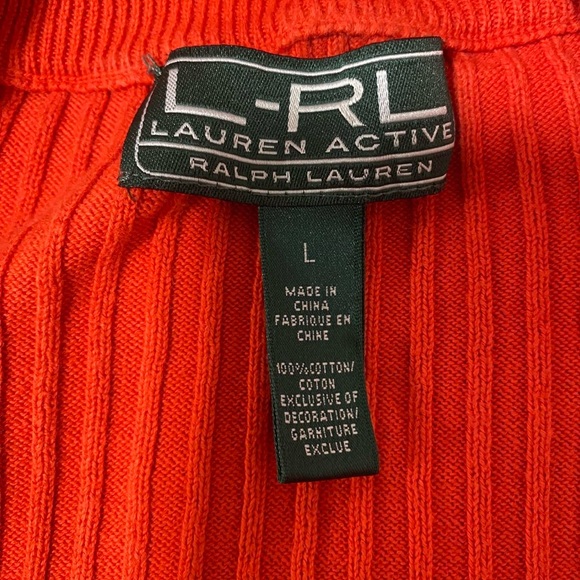 L-RL
LAUREN ACTIVE
RALPH LAUREN
L
MADE IN
CHINA
FABRIQUE EN
CHINE
100%COTTON/
COTON
EXCLUSIVE OF
DECORATION/
GARNITURE
EXCLUE